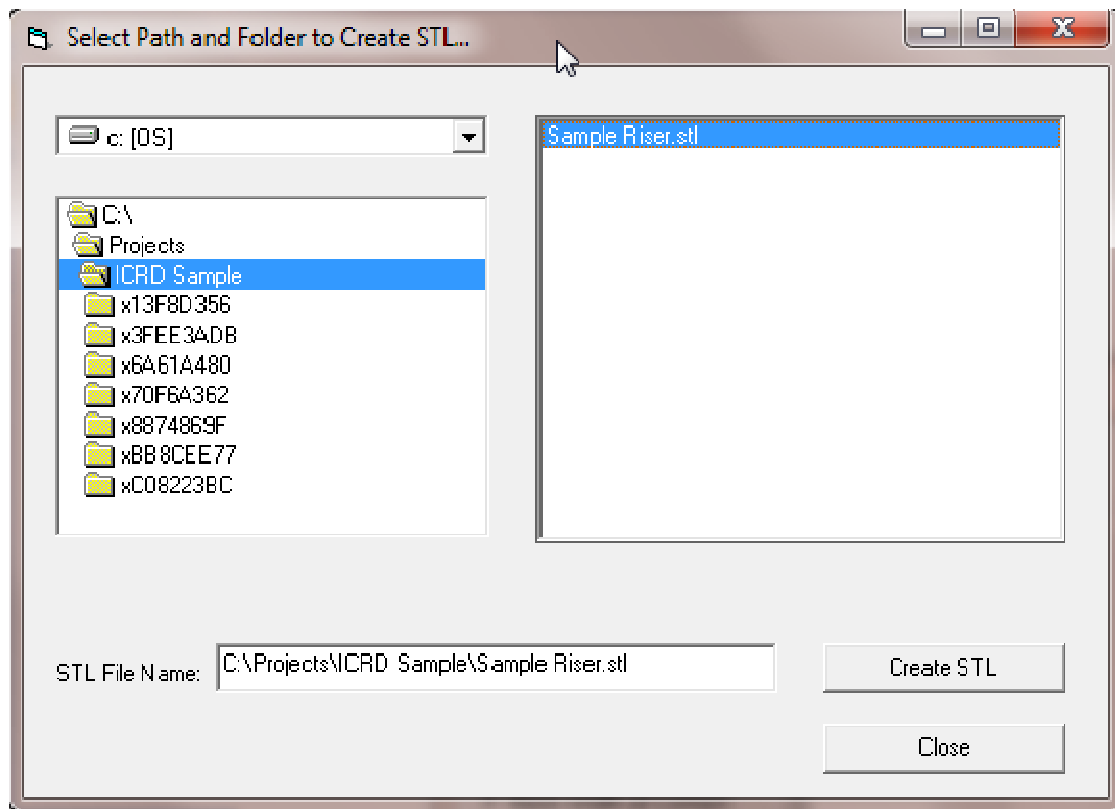 Select Path and Folder to Create STL...
c: [OS]
Sample Riser.stl
C:\
Projects
ICRD Sample
x13F8D356
x3FEE3ADB
x6A61A480
x70F6A362
x8874869F
xBB8CEE77
xC08223BC
STL File Name:
C:\Projects\ICRD Sample\Sample Riser.stl
Create STL
Close